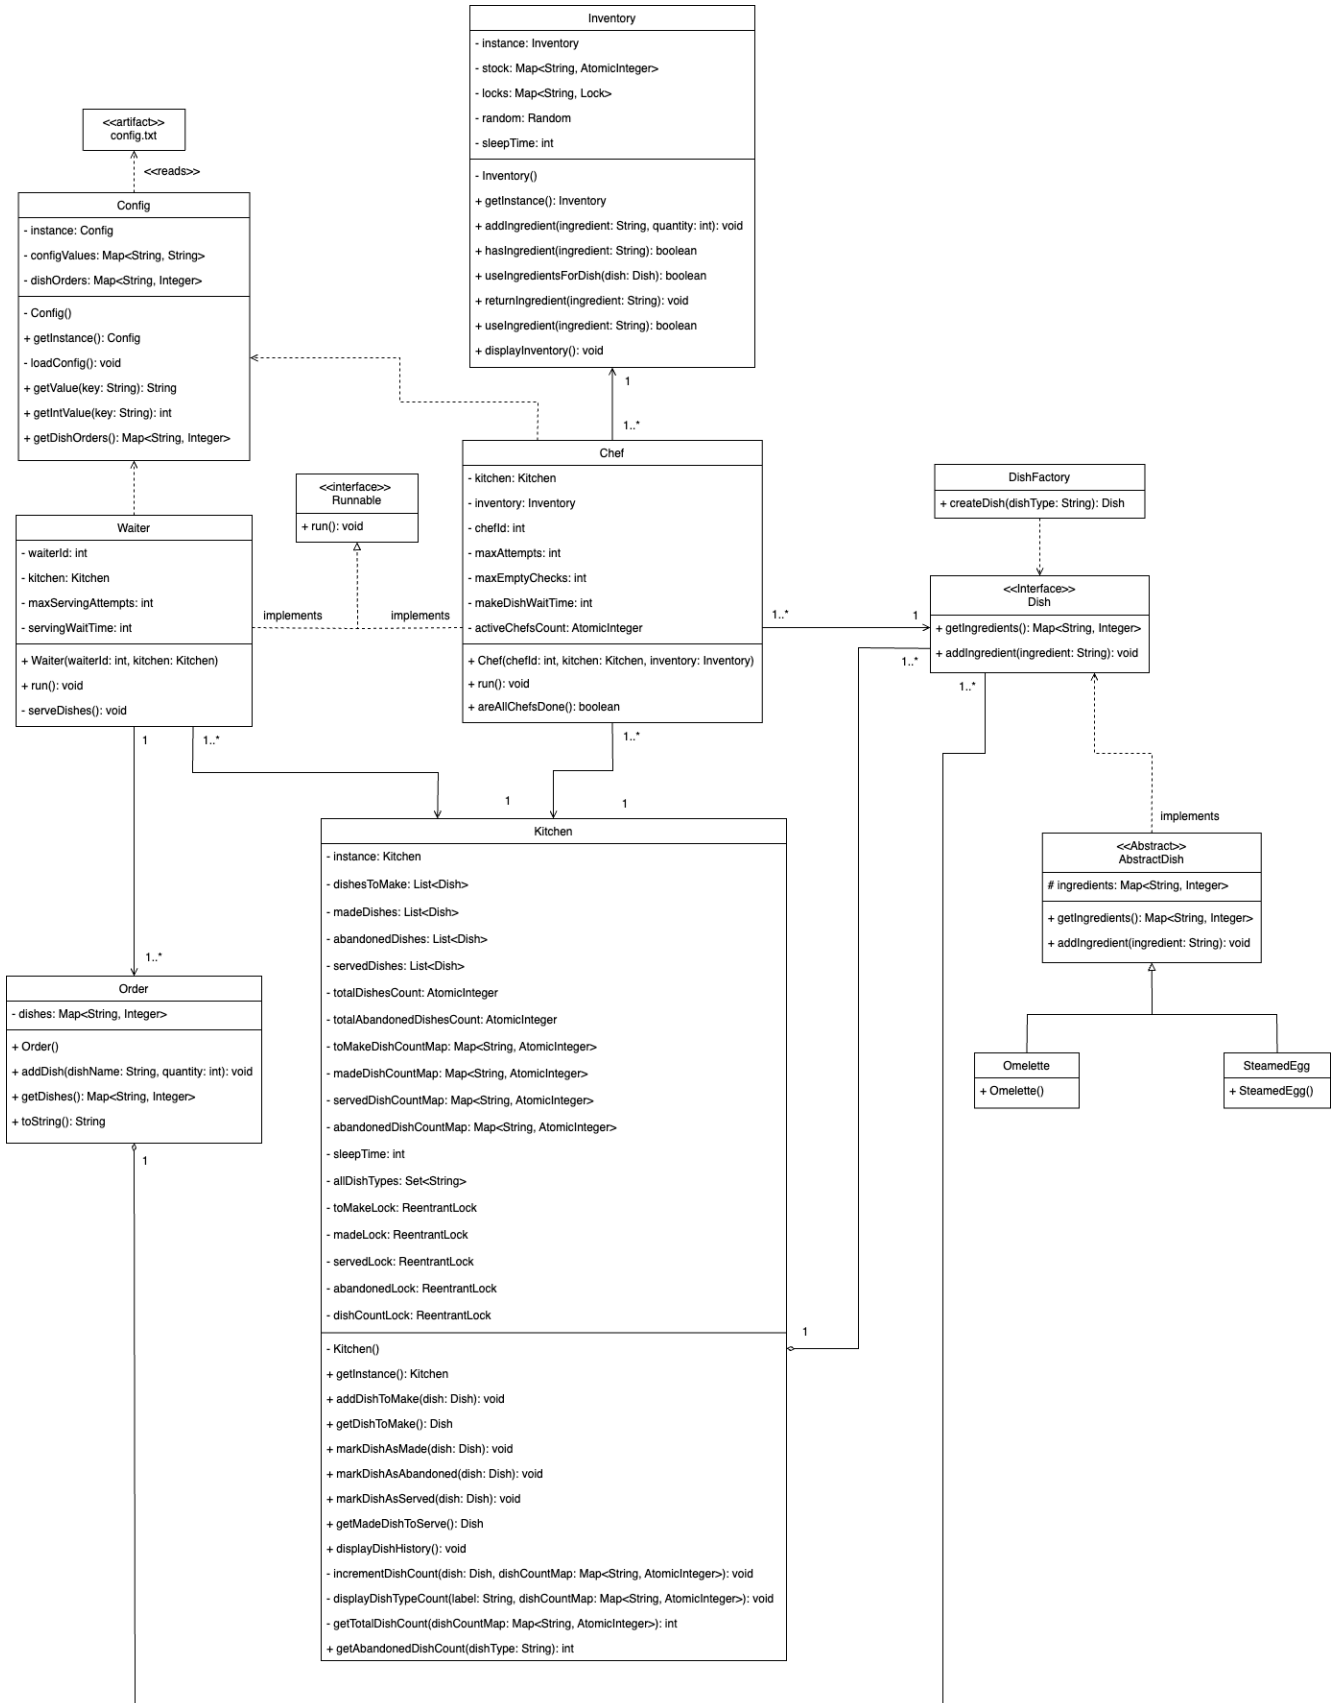 Inventory
- instance: Inventory
- stock: Map<String, AtomicInteger>
- locks: Map<String, Lock>
- random: Random
- sleepTime: int
- Inventory()
+ getInstance(): Inventory
+ addIngredient(ingredient: String, quantity: int): void
+ hasIngredient(ingredient: String): boolean
+ useIngredientsForDish(dish: Dish): boolean
+ returnIngredient(ingredient: String): void
+ useIngredient(ingredient: String): boolean
+ displayInventory(): void
<<artifact>>
config.txt
<<reads>>
Config
- instance: Config
- configValues: Map<String, String>
- dishOrders: Map<String, Integer>
- Config()
+ getInstance(): Config
- loadConfig(): void
+ getValue(key: String): String
+ getIntValue(key: String): int
+ getDishOrders(): Map<String, Integer>
1
1..*
<<interface>>
Runnable
+ run(): void
implements
implements
Chef
- kitchen: Kitchen
- inventory: Inventory
- chefId: int
- maxAttempts: int
- maxEmptyChecks: int
- makeDishWaitTime: int
- activeChefsCount: AtomicInteger
+ Chef(chefId: int, kitchen: Kitchen, inventory: Inventory)
+ run(): void
+ areAllChefsDone(): boolean
DishFactory
+ createDish(dishType: String): Dish
Waiter
- waiterId: int
- kitchen: Kitchen
- maxServingAttempts: int
- servingWaitTime: int
+ Waiter(waiterId: int, kitchen: Kitchen)
+ run(): void
- serveDishes(): void
1..*
1
<<Interface>>
Dish
+ getIngredients(): Map<String, Integer>
+ addIngredient(ingredient: String): void
1..*
1..*
1
1..*
1..*
1
1
implements
<<Abstract>>
AbstractDish
# ingredients: Map<String, Integer>
+ getIngredients(): Map<String, Integer>
+ addIngredient(ingredient: String): void
Omelette
+ Omelette()
SteamedEgg
+ SteamedEgg()
1..*
Order
- dishes: Map<String, Integer>
+ Order()
+ addDish(dishName: String, quantity: int): void
+ getDishes(): Map<String, Integer>
+ toString(): String
1
Kitchen
- instance: Kitchen
- dishesToMake: List<Dish>
- madeDishes: List<Dish>
- abandonedDishes: List<Dish>
- servedDishes: List<Dish>
- totalDishesCount: AtomicInteger
- totalAbandonedDishesCount: AtomicInteger
- toMakeDishCountMap: Map<String, AtomicInteger>
- madeDishCountMap: Map<String, AtomicInteger>
- servedDishCountMap: Map<String, AtomicInteger>
- abandonedDishCountMap: Map<String, AtomicInteger>
- sleepTime: int
- allDishTypes: Set<String>
- toMakeLock: ReentrantLock
- madeLock: ReentrantLock
- servedLock: ReentrantLock
- abandonedLock: ReentrantLock
- dishCountLock: ReentrantLock
1
- Kitchen()
+ getInstance(): Kitchen
+ addDishToMake(dish: Dish): void
+ getDishToMake(): Dish
+ markDishAsMade(dish: Dish): void
+ markDishAsAbandoned(dish: Dish): void
+ markDishAsServed(dish: Dish): void
+ getMadeDishToServe(): Dish
+ displayDishHistory(): void
- incrementDishCount(dish: Dish, dishCountMap: Map<String, AtomicInteger>): void
- displayDishTypeCount(label: String, dishCountMap: Map<String, AtomicInteger>): void
- getTotalDishCount(dishCountMap: Map<String, AtomicInteger>): int
+ getAbandonedDishCount(dishType: String): int